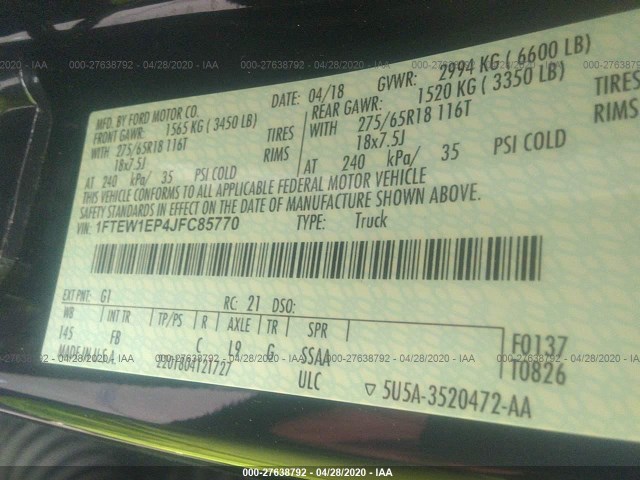 000-27638792 - 04/28/2020 - IAA
MFD. BY FORD MOTOR CO.
DATE: 04/18 GVWR: 2994 KG ( 6600 LB)
FRONT GAWR: 1565 KG ( 3450 LB) REAR GAWR: 1520 KG ( 3350 LB)
WITH 275/65R18 116T TIRES WITH 275/65R18 116T TIRES
18x7.5J RIMS 18x7.5J RIMS
AT 240 kPa/ 35 PSI COLD AT 240 kPa/ 35 PSI COLD
THIS VEHICLE CONFORMS TO ALL APPLICABLE FEDERAL MOTOR VEHICLE
SAFETY STANDARDS IN EFFECT ON THE DATE OF MANUFACTURE SHOWN ABOVE.
VIN: 1FTEW1EP4JFC85770 TYPE: Truck
EXT PNT: G1 RC: 21 DSO:
WB INT TR TP/PS R AXLE TR SPR
145 FB C 19 G SSAA F0137
MADE IN U.S.A. 220T804121727 ULC T0826
5U5A-3520472-AA
000-27638792 - 04/28/2020 - IAA